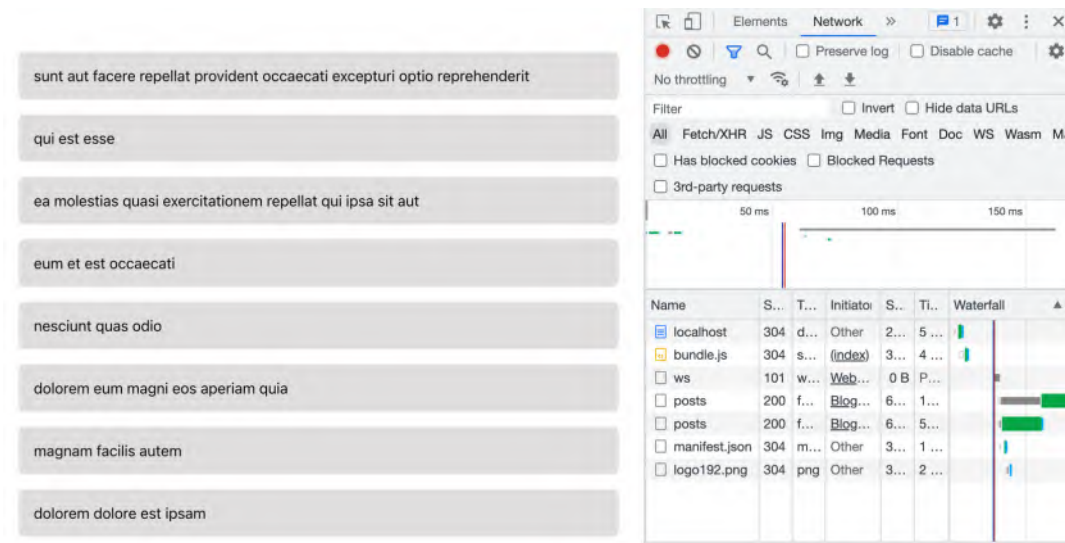 sunt aut facere repellat provident occaecati excepturi optio reprehenderit
qui est esse
ea molestias quasi exercitationem repellat qui ipsa sit aut
eum et est occaecati
nesciunt quas odio
dolorem eum magni eos aperiam quia
magnam facilis autem
dolorem dolore est ipsam
Elements Network » 1
Preserve log Disable cache
No throttling
Filter Invert Hide data URLs
All Fetch/XHR JS CSS Img Media Font Doc WS Wasm Ma
Has blocked cookies Blocked Requests
3rd-party requests
50 ms 100 ms 150 ms
Name S... T... Initiator S... Ti... Waterfall
localhost 304 d... Other 2... 5 ...
bundle.js 304 s... (index) 3... 4 ...
ws 101 w... Web... 0 B P...
posts 200 f... Blog... 6... 1...
posts 200 f... Blog... 6... 5...
manifest.json 304 m... Other 3... 1 ...
logo192.png 304 png Other 3... 2 ...